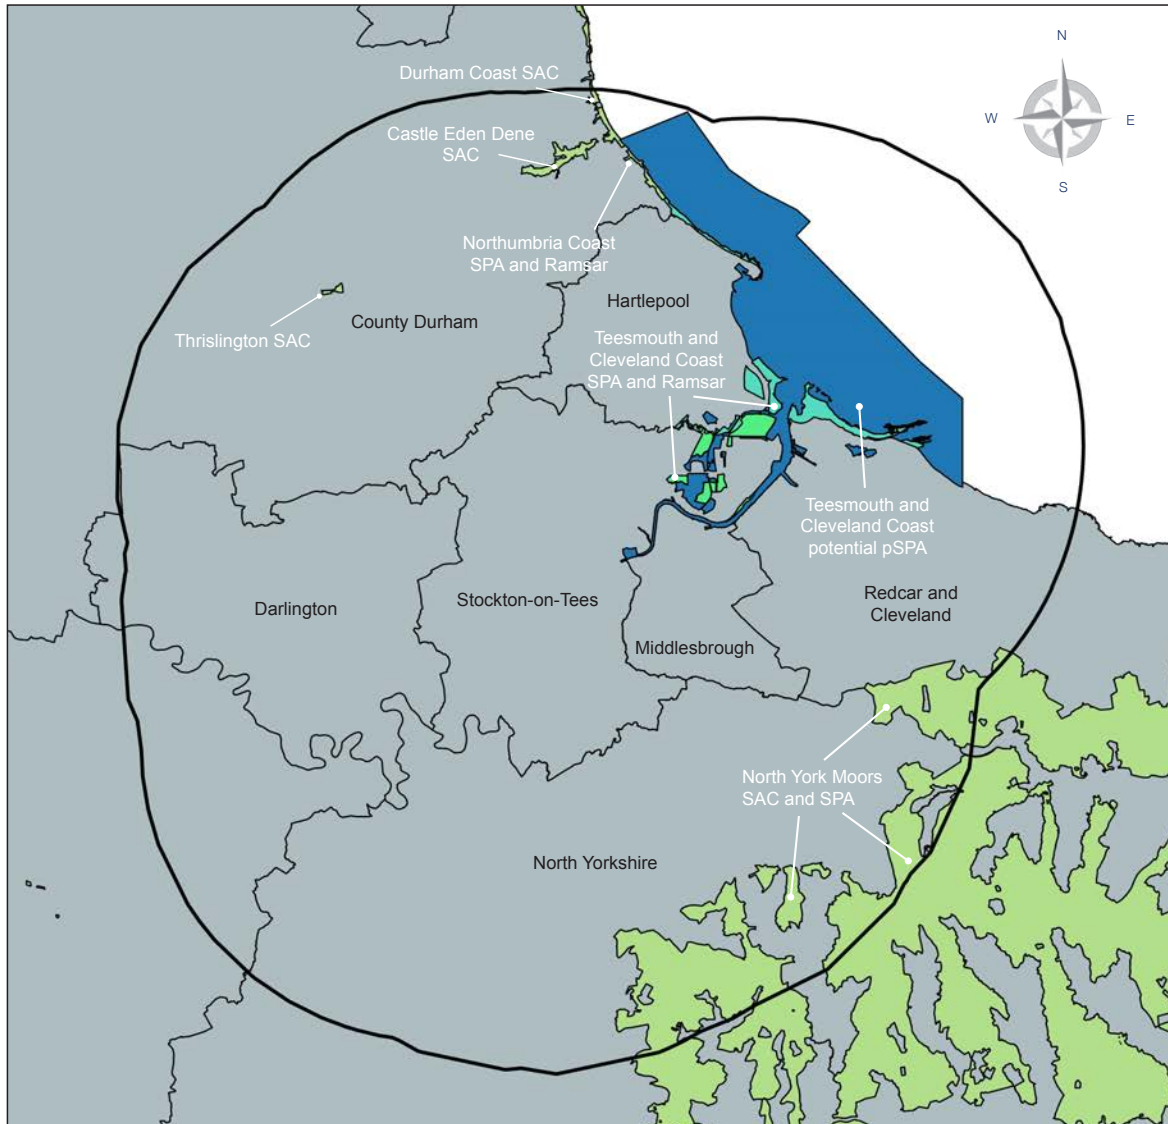 N
W
E
S
Durham Coast SAC
Castle Eden Dene
SAC
Northumbria Coast
SPA and Ramsar
Hartlepool
Thrislington SAC
County Durham
Teesmouth and
Cleveland Coast
SPA and Ramsar
Teesmouth and
Cleveland Coast
potential pSPA
Darlington
Stockton-on-Tees
Redcar and
Cleveland
Middlesbrough
North York Moors
SAC and SPA
North Yorkshire